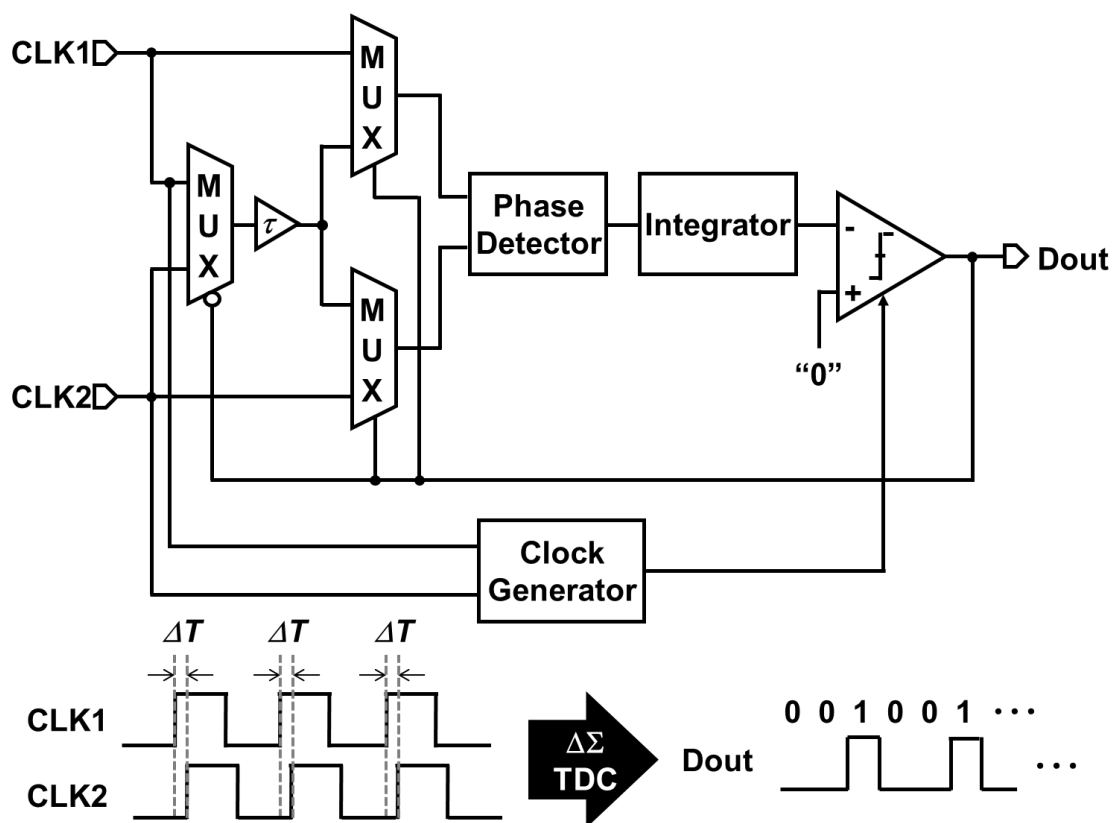 CLK1
M
U
X
M
U
X
τ
Phase
Detector
Integrator
-
+
"0"
Dout
M
U
X
CLK2
Clock
Generator
ΔT ΔT ΔT
CLK1
CLK2
ΔΣ
TDC
0 0 1 0 0 1 ···
Dout
···